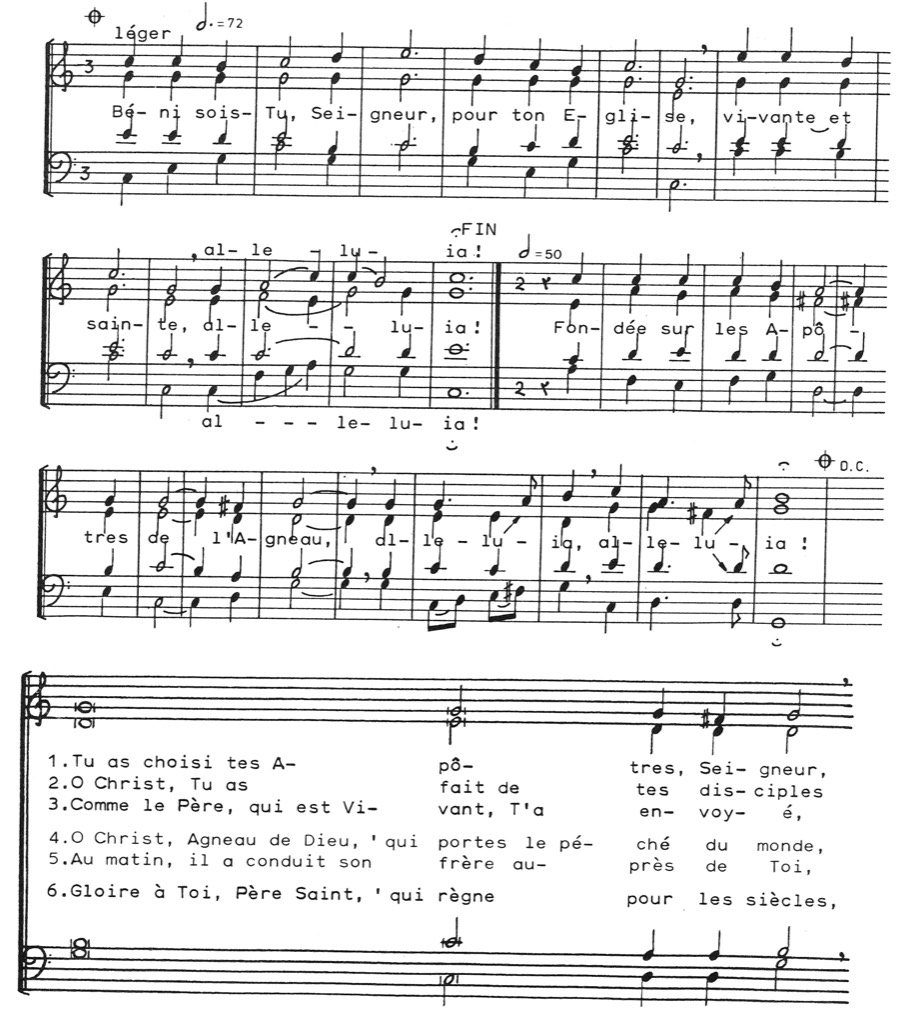 𝅗𝅥. = 72
léger
3
Bé- ni sois- Tu, Sei- gneur, pour ton E- gli- se, vi-vante et
3
FIN
al- le - lu - ia! 𝅗𝅥 = 50
2
sain- te, al- le - - lu- ia! Fon- dée sur les A- pô -
2
al - - - le- lu- ia!
D.C.
tres de l'A- gneau, al- le - lu - ia, al- le- lu - ia !
1.Tu as choisi tes A- pô- tres, Sei- gneur,
2.O Christ, Tu as fait de tes dis- ciples
3.Comme le Père, qui est Vi- vant, T'a en- voy- é,
4.O Christ, Agneau de Dieu, ' qui portes le pé- ché du monde,
5.Au matin, il a conduit son frère au- près de Toi,
6.Gloire à Toi, Père Saint, ' qui règne pour les siècles,